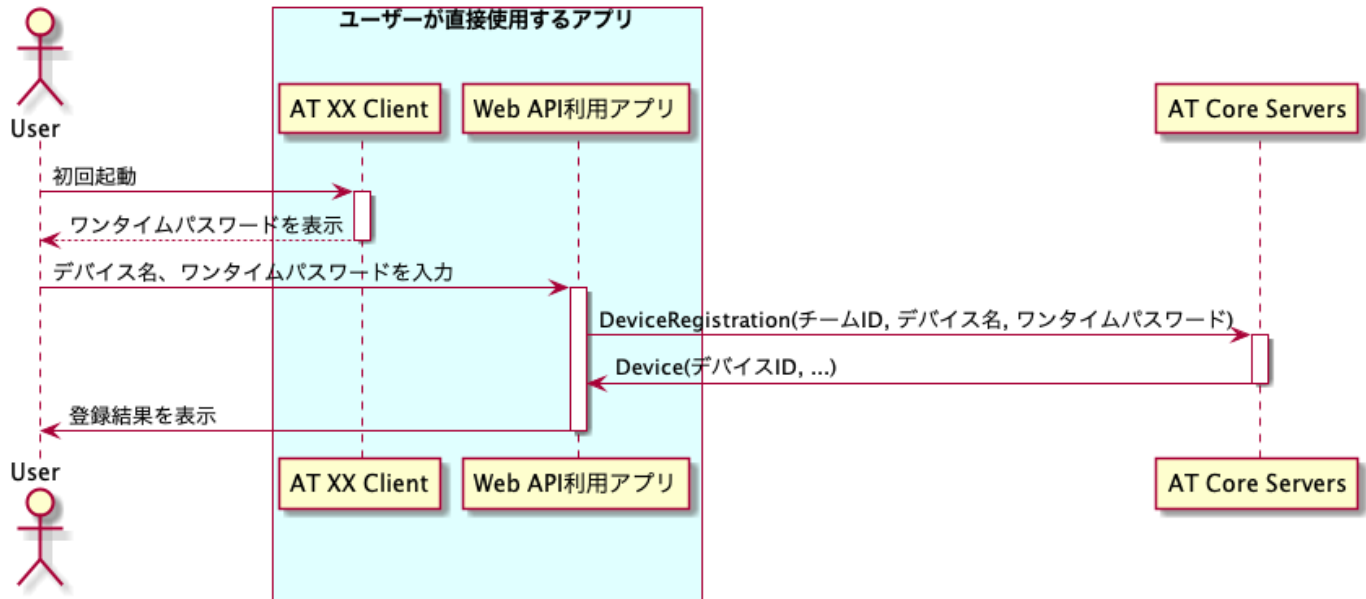 ユーザーが直接使用するアプリ
User
AT XX Client
Web API利用アプリ
AT Core Servers
初回起動
ワンタイムパスワードを表示
デバイス名、ワンタイムパスワードを入力
DeviceRegistration(チームID, デバイス名, ワンタイムパスワード)
Device(デバイスID, ...)
登録結果を表示
User
AT XX Client
Web API利用アプリ
AT Core Servers